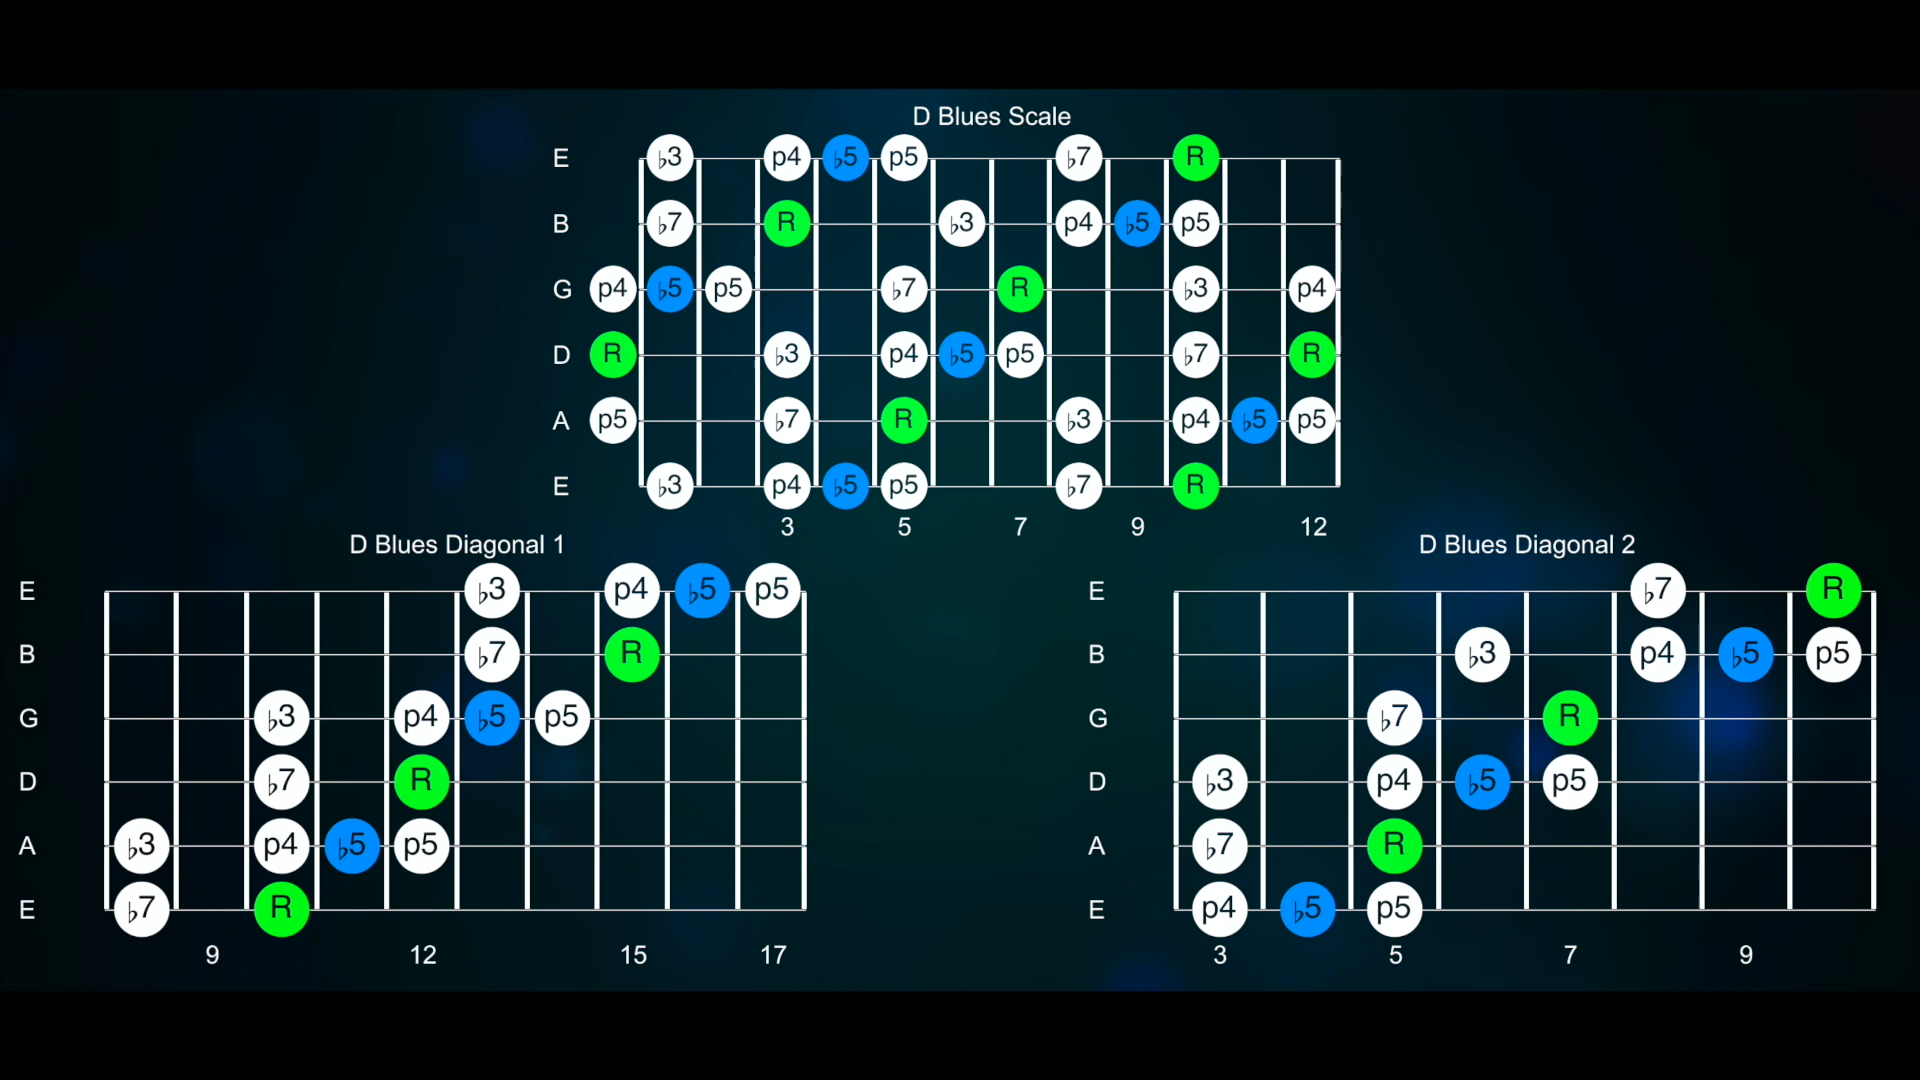 D Blues Scale
E ♭3 p4 ♭5 p5 ♭7 R
B ♭7 R ♭3 p4 ♭5 p5
G p4 ♭5 p5 ♭7 R ♭3 p4
D R ♭3 p4 ♭5 p5 ♭7 R
A p5 ♭7 R ♭3 p4 ♭5 p5
E ♭3 p4 ♭5 p5 ♭7 R
3 5 7 9 12
D Blues Diagonal 1
E ♭3 p4 ♭5 p5
B ♭7 R
G ♭3 p4 ♭5 p5
D ♭7 R
A ♭3 p4 ♭5 p5
E ♭7 R
9 12 15 17
D Blues Diagonal 2
E ♭7 R
B ♭3 p4 ♭5 p5
G ♭7 R
D ♭3 p4 ♭5 p5
A ♭7 R
E p4 ♭5 p5
3 5 7 9